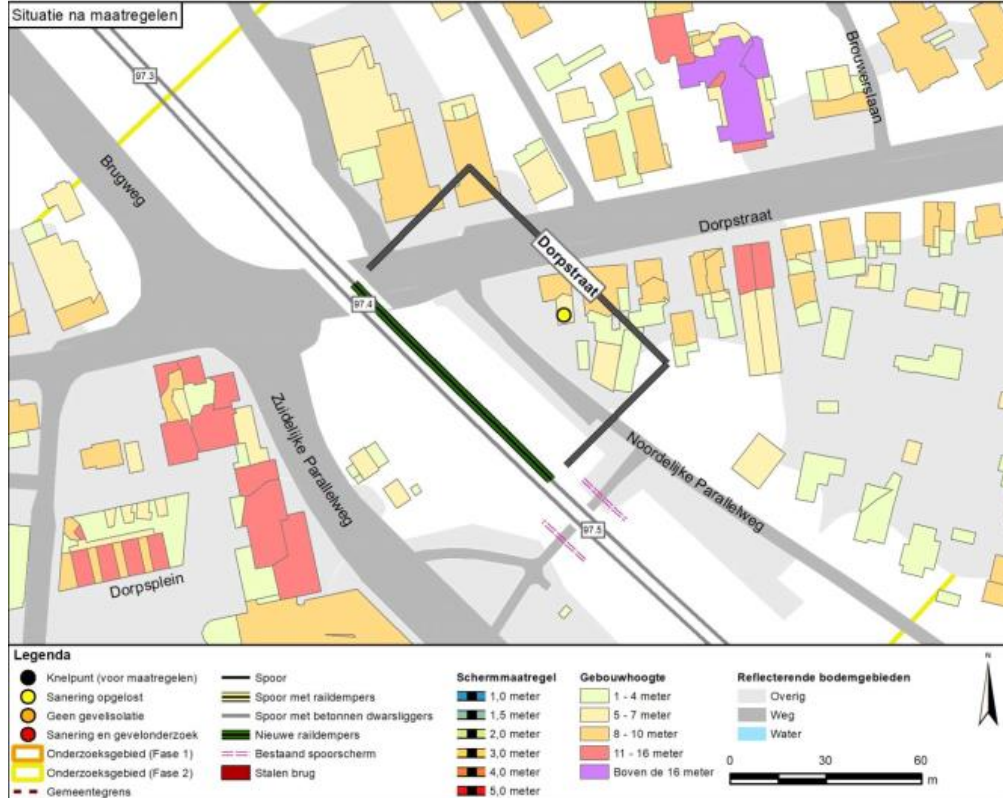 Situatie na maatregelen
97.3
Brugweg
Brouwerslaan
Dorpstraat
Dorpstraat
97.4
Zuidelijke Parallelweg
Noordelijke Parallelweg
97.5
Dorpsplein
Legenda
Knelpunt (voor maatregelen)
Sanering opgelost
Geen gevelisolatie
Sanering en gevelonderzoek
Onderzoeksgebied (Fase 1)
Onderzoeksgebied (Fase 2)
Gemeentegrens
Spoor
Spoor met raildempers
Spoor met betonnen dwarsliggers
Nieuwe raildempers
Bestaand spoorscherm
Stalen brug
Schermmaatregel
1,0 meter
1,5 meter
2,0 meter
3,0 meter
4,0 meter
5,0 meter
Gebouwhoogte
1 - 4 meter
5 - 7 meter
8 - 10 meter
11 - 16 meter
Boven de 16 meter
Reflecterende bodemgebieden
Overig
Weg
Water
N
0 30 60
m